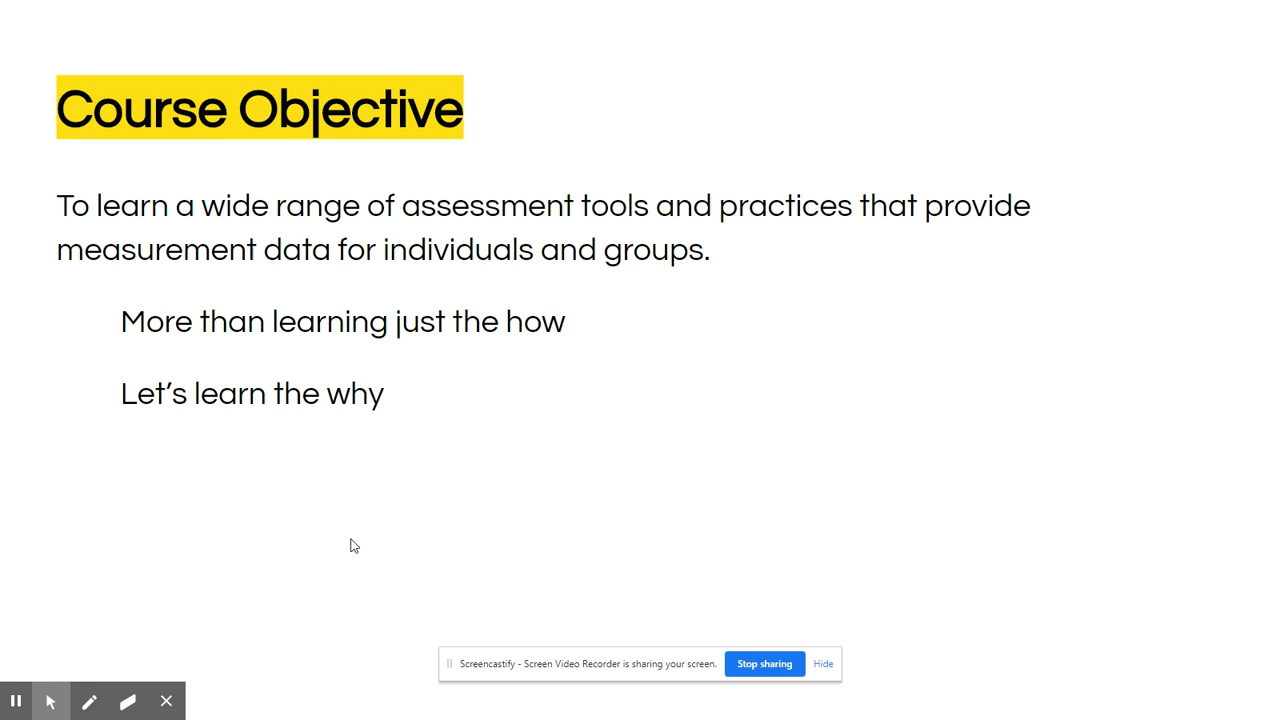 Course Objective
To learn a wide range of assessment tools and practices that provide
measurement data for individuals and groups.
More than learning just the how
Let’s learn the why
Screencastify - Screen Video Recorder is sharing your screen.
Stop sharing
Hide